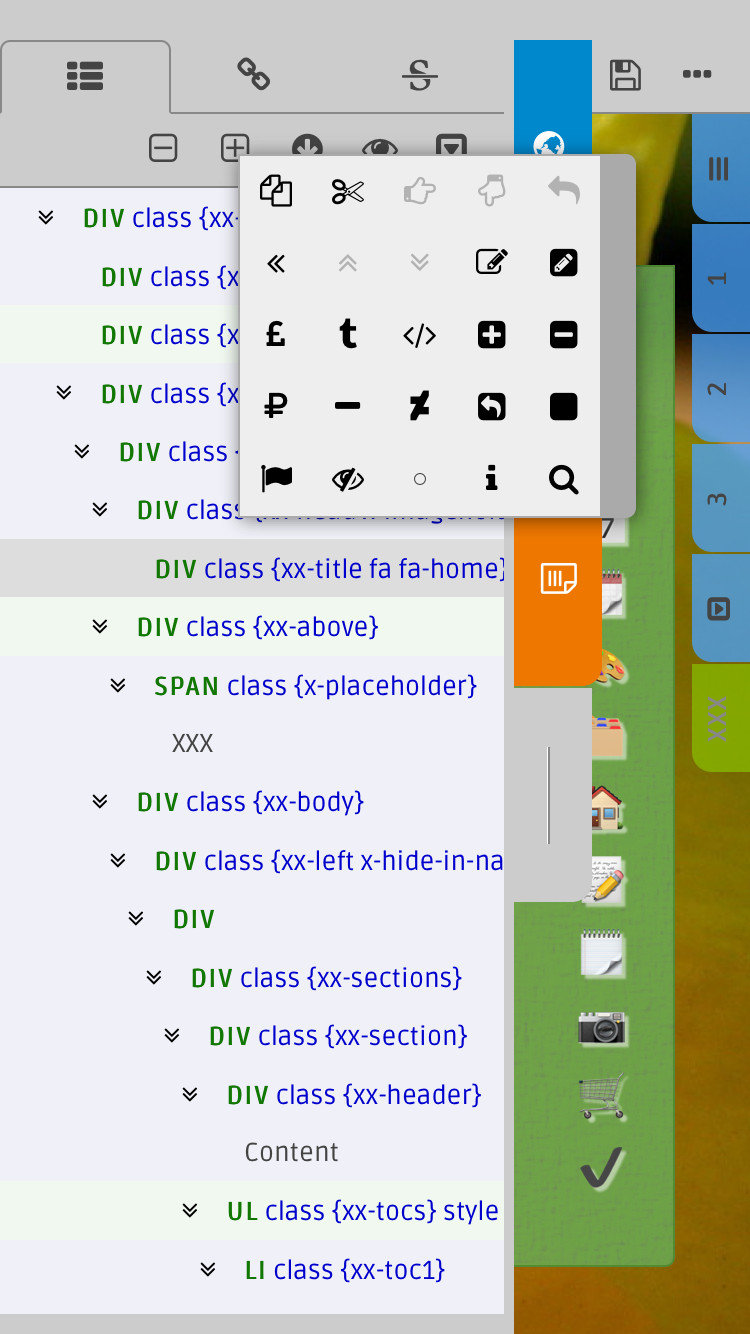 DIV class {xx-
DIV class {x
DIV class {x
DIV class {x
DIV class
DIV class
DIV class {xx-title fa fa-home}
DIV class {xx-above}
SPAN class {x-placeholder}
XXX
DIV class {xx-body}
DIV class {xx-left x-hide-in-na
DIV
DIV class {xx-sections}
DIV class {xx-section}
DIV class {xx-header}
Content
UL class {xx-tocs} style
LI class {xx-toc1}
7
1
2
3
XXX